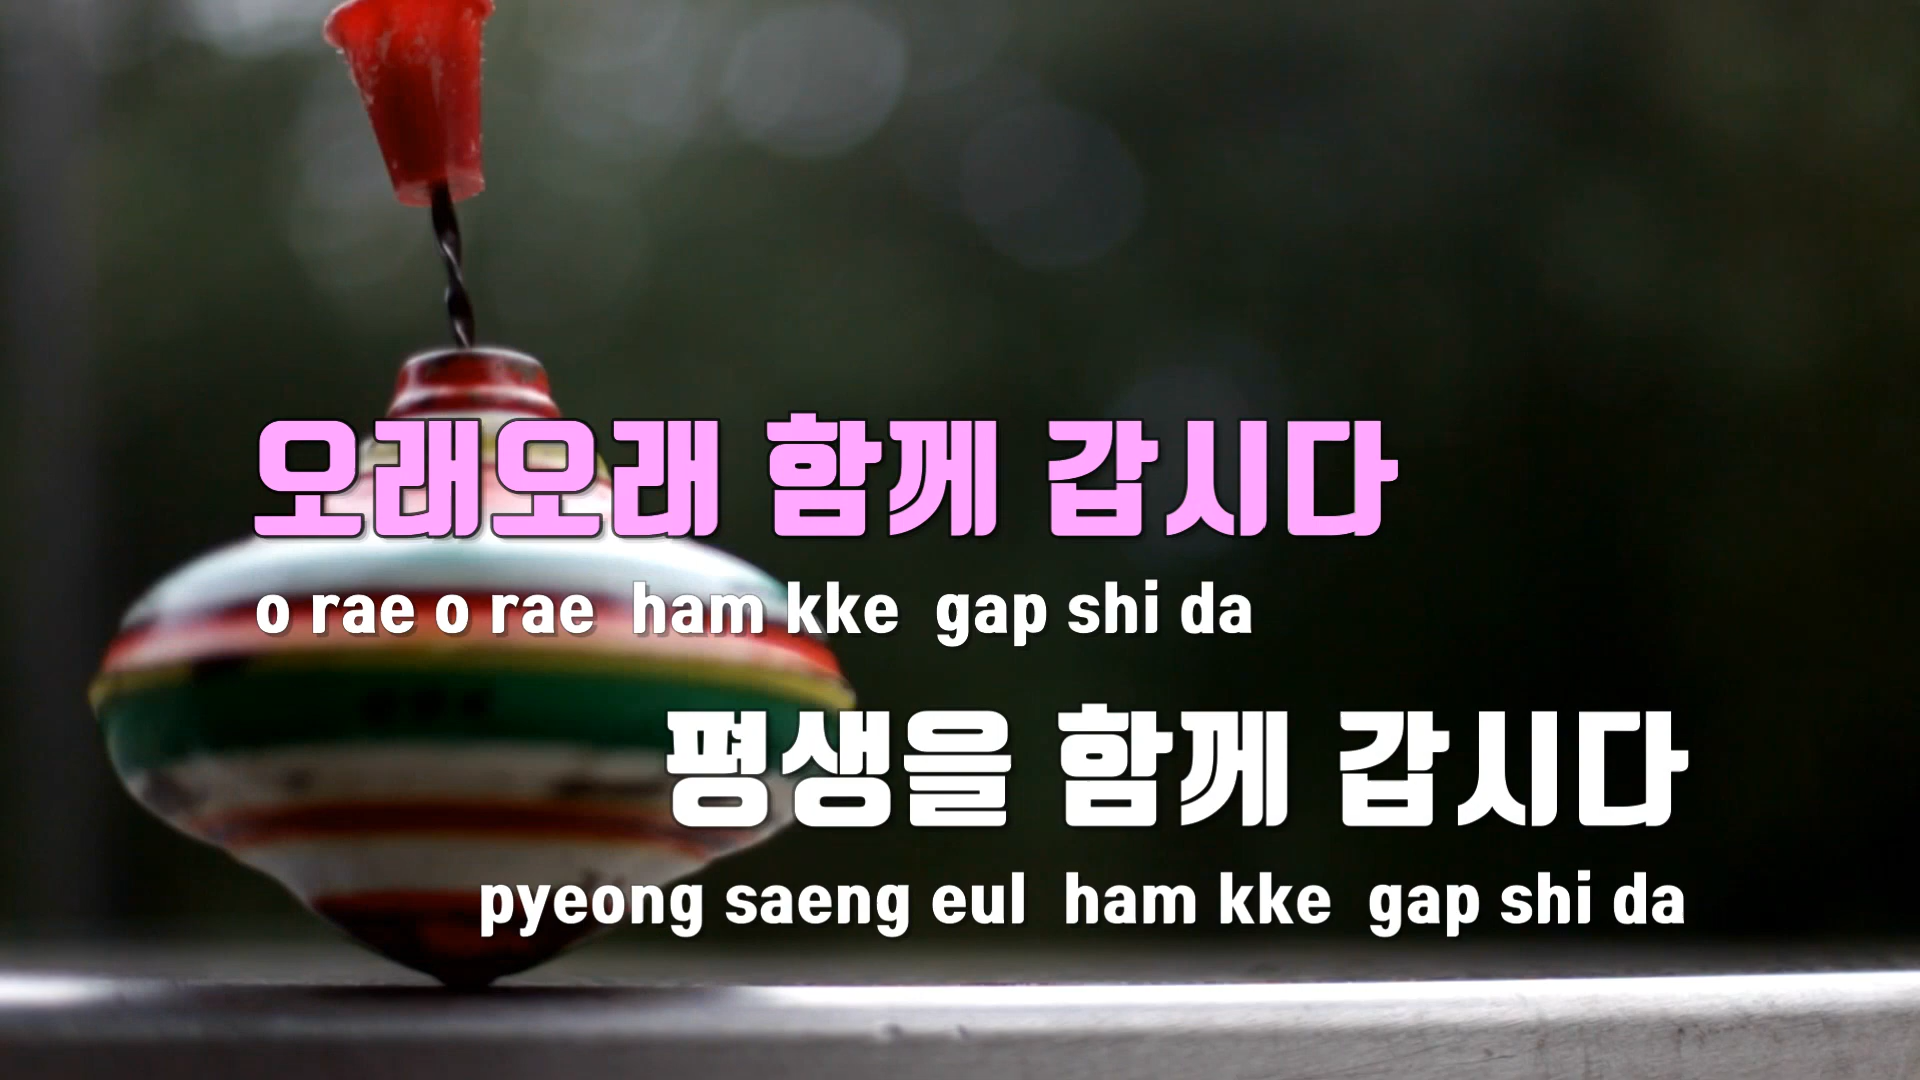 오래오래 함께 갑시다
o rae o rae ham kke gap shi da
평생을 함께 갑시다
pyeong saeng eul ham kke gap shi da